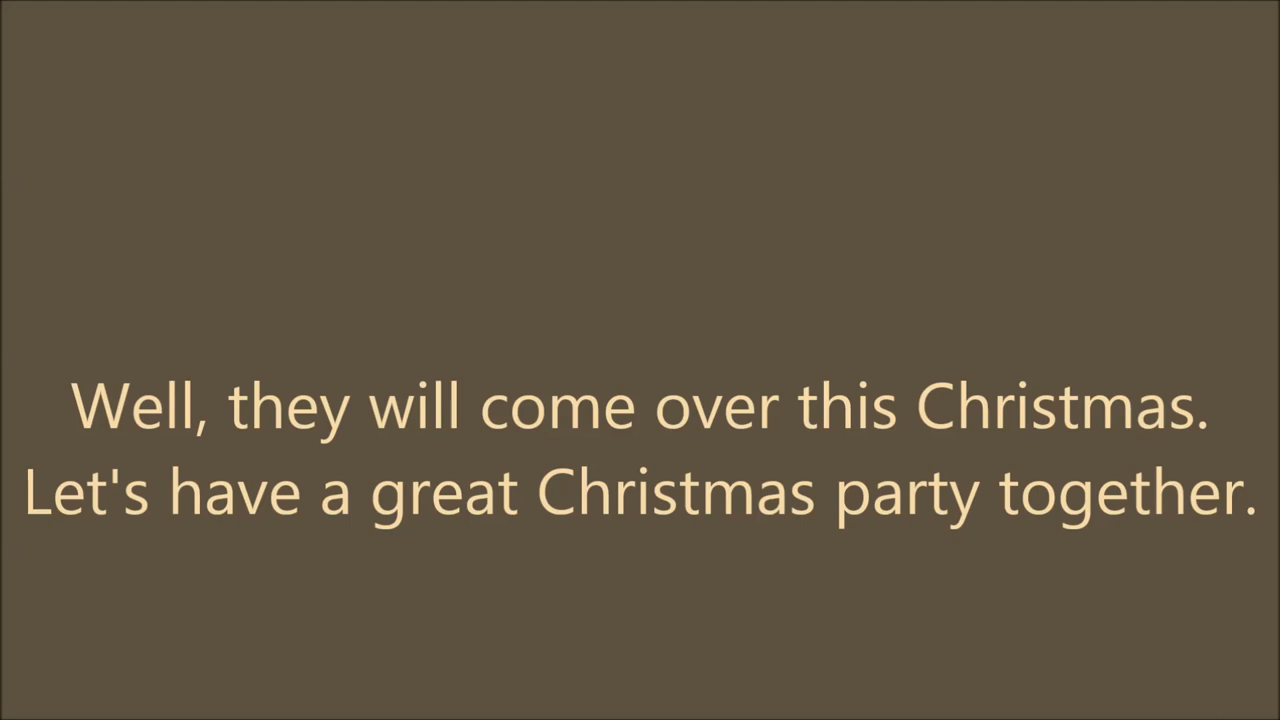 Well, they will come over this Christmas.
Let's have a great Christmas party together.